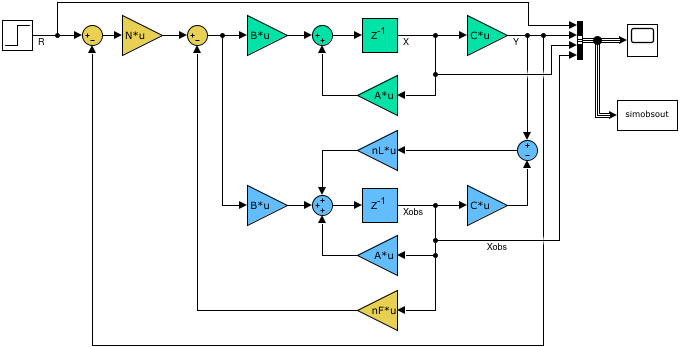 R
N*u
B*u
Z-1
X
C*u
Y
A*u
simobsout
nL*u
B*u
Z-1
Xobs
C*u
Xobs
A*u
nF*u